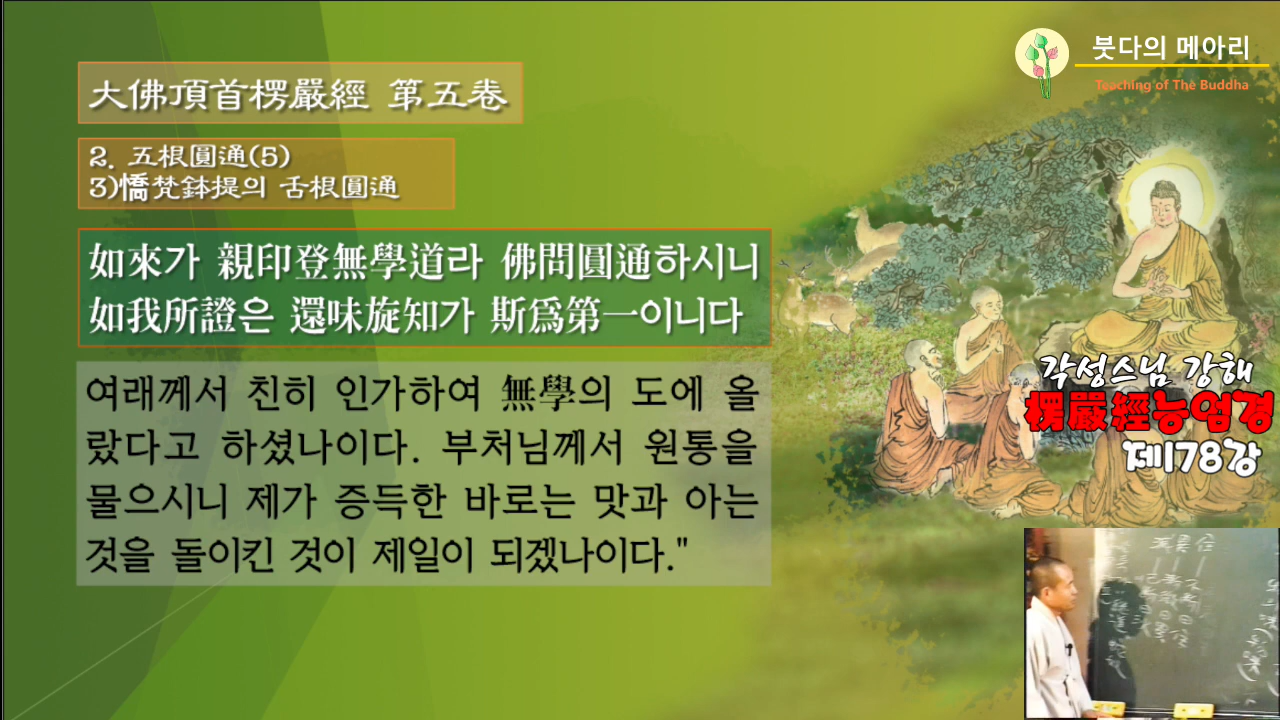 大佛頂首楞嚴經 第五卷
2. 五根圓通(5)
3)憍梵鉢提의 舌根圓通
如來가 親印登無學道라 佛問圓通하시니
如我所證은 還味旋知가 斯爲第一이니다
여래께서 친히 인가하여 無學의 도에 올
랐다고 하셨나이다. 부처님께서 원통을
물으시니 제가 증득한 바로는 맛과 아는
것을 돌이킨 것이 제일이 되겠나이다."
붓다의 메아리
Teaching of The Buddha
각성스님 강해
楞嚴經능엄경
제178강